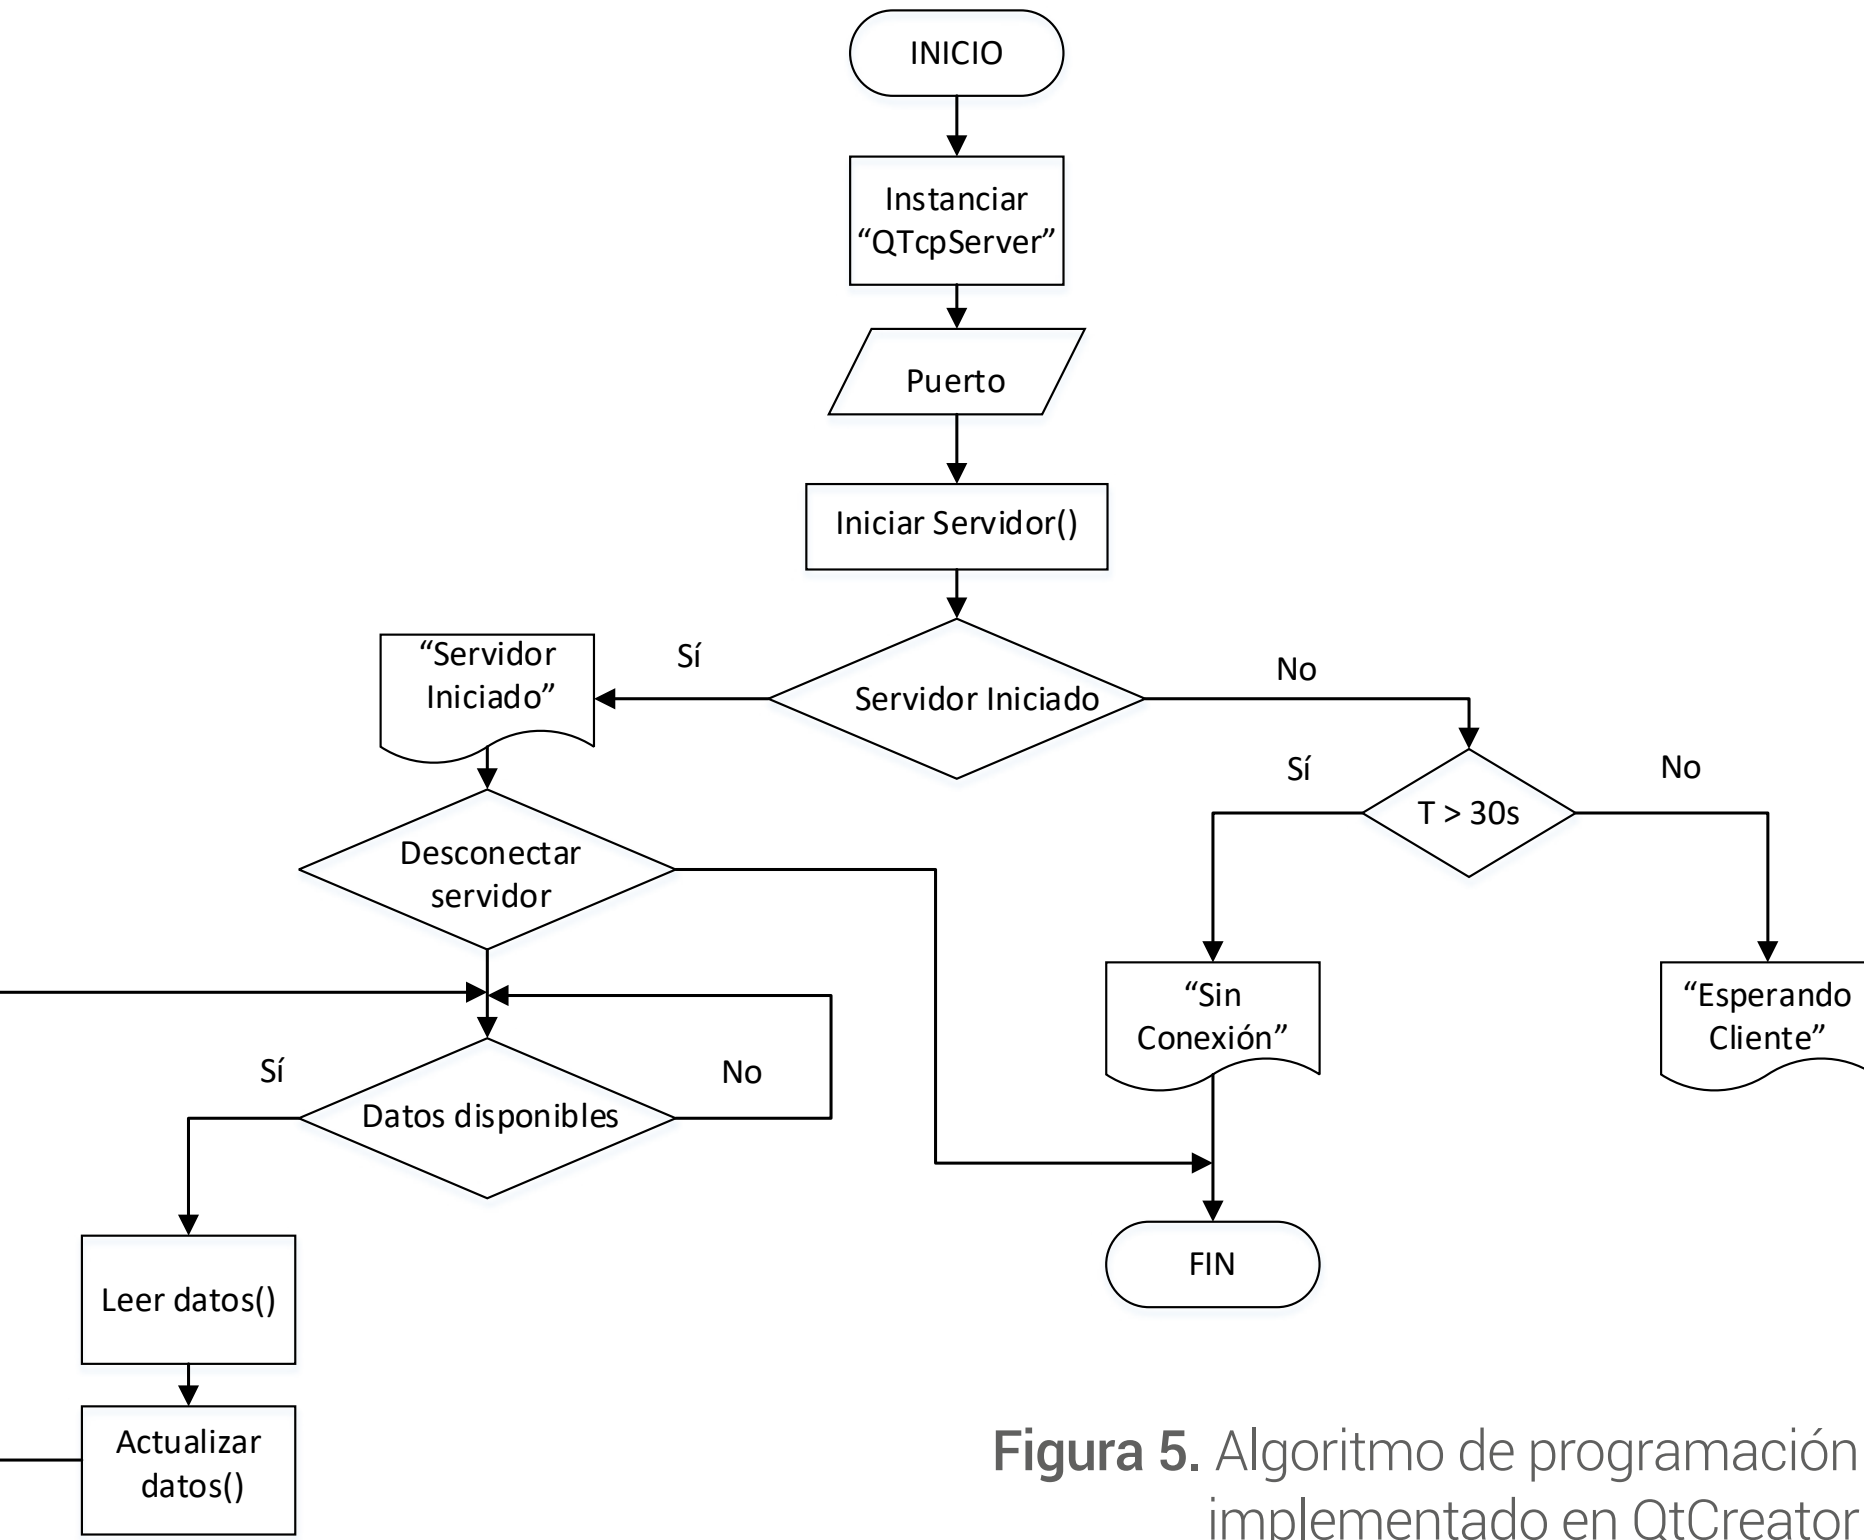 INICIO
Instanciar
“QTcpServer”
Puerto
Iniciar Servidor()
“Servidor
Iniciado”
Sí
Servidor Iniciado
No
Sí
T > 30s
No
Desconectar
servidor
“Sin
Conexión”
“Esperando
Cliente”
Sí
Datos disponibles
No
Leer datos()
FIN
Actualizar
datos()
Figura 5. Algoritmo de programación
implementado en QtCreator